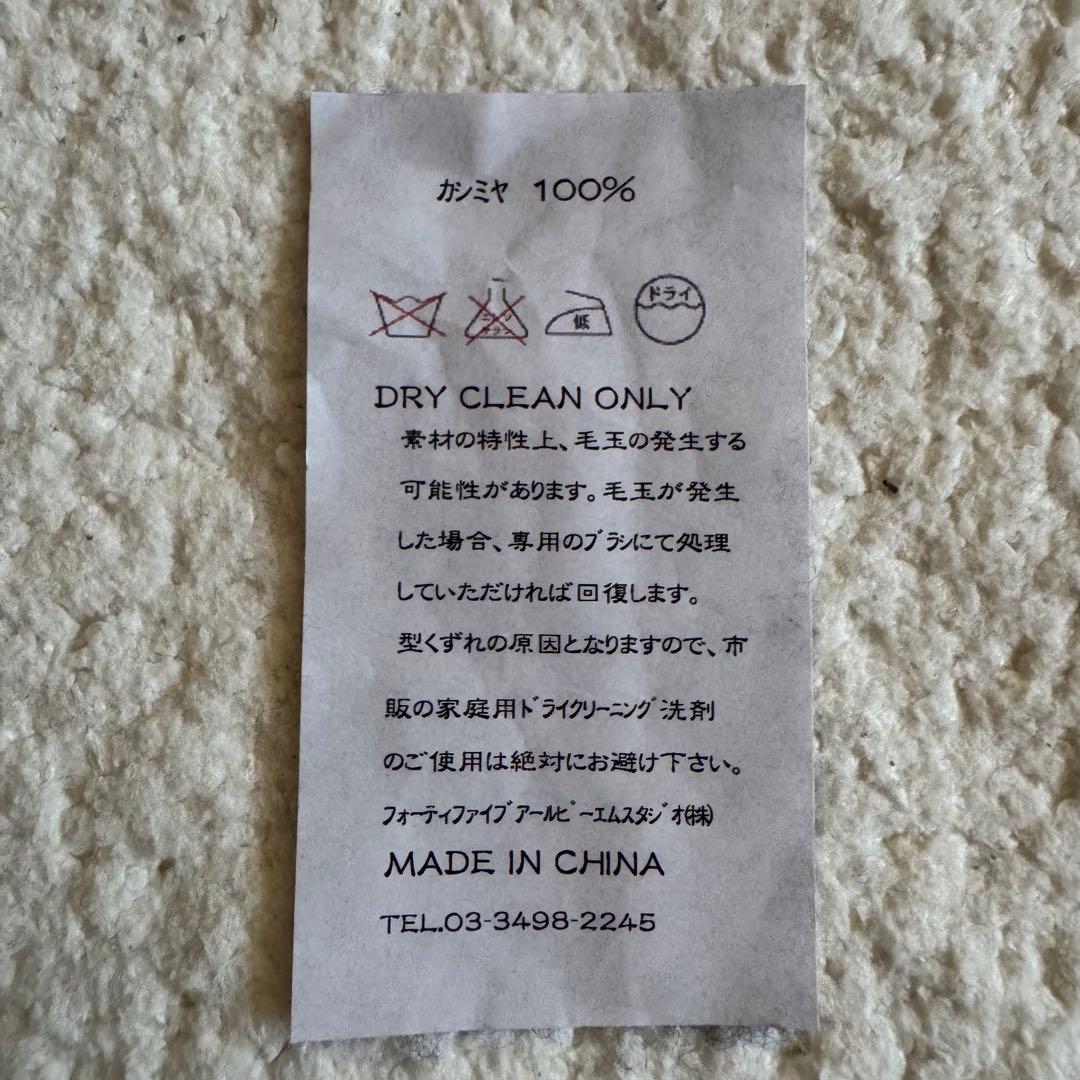 カシミヤ 100%
低 ドライ
DRY CLEAN ONLY
素材の特性上、毛玉の発生する
可能性があります。毛玉が発生
した場合、専用のブラシにて処理
していただければ回復します。
型くずれの原因となりますので、市
販の家庭用ドライクリーニング洗剤
のご使用は絶対にお避け下さい。
フォーティファイブアールピーエムスタジオ(株)
MADE IN CHINA
TEL.03-3498-2245